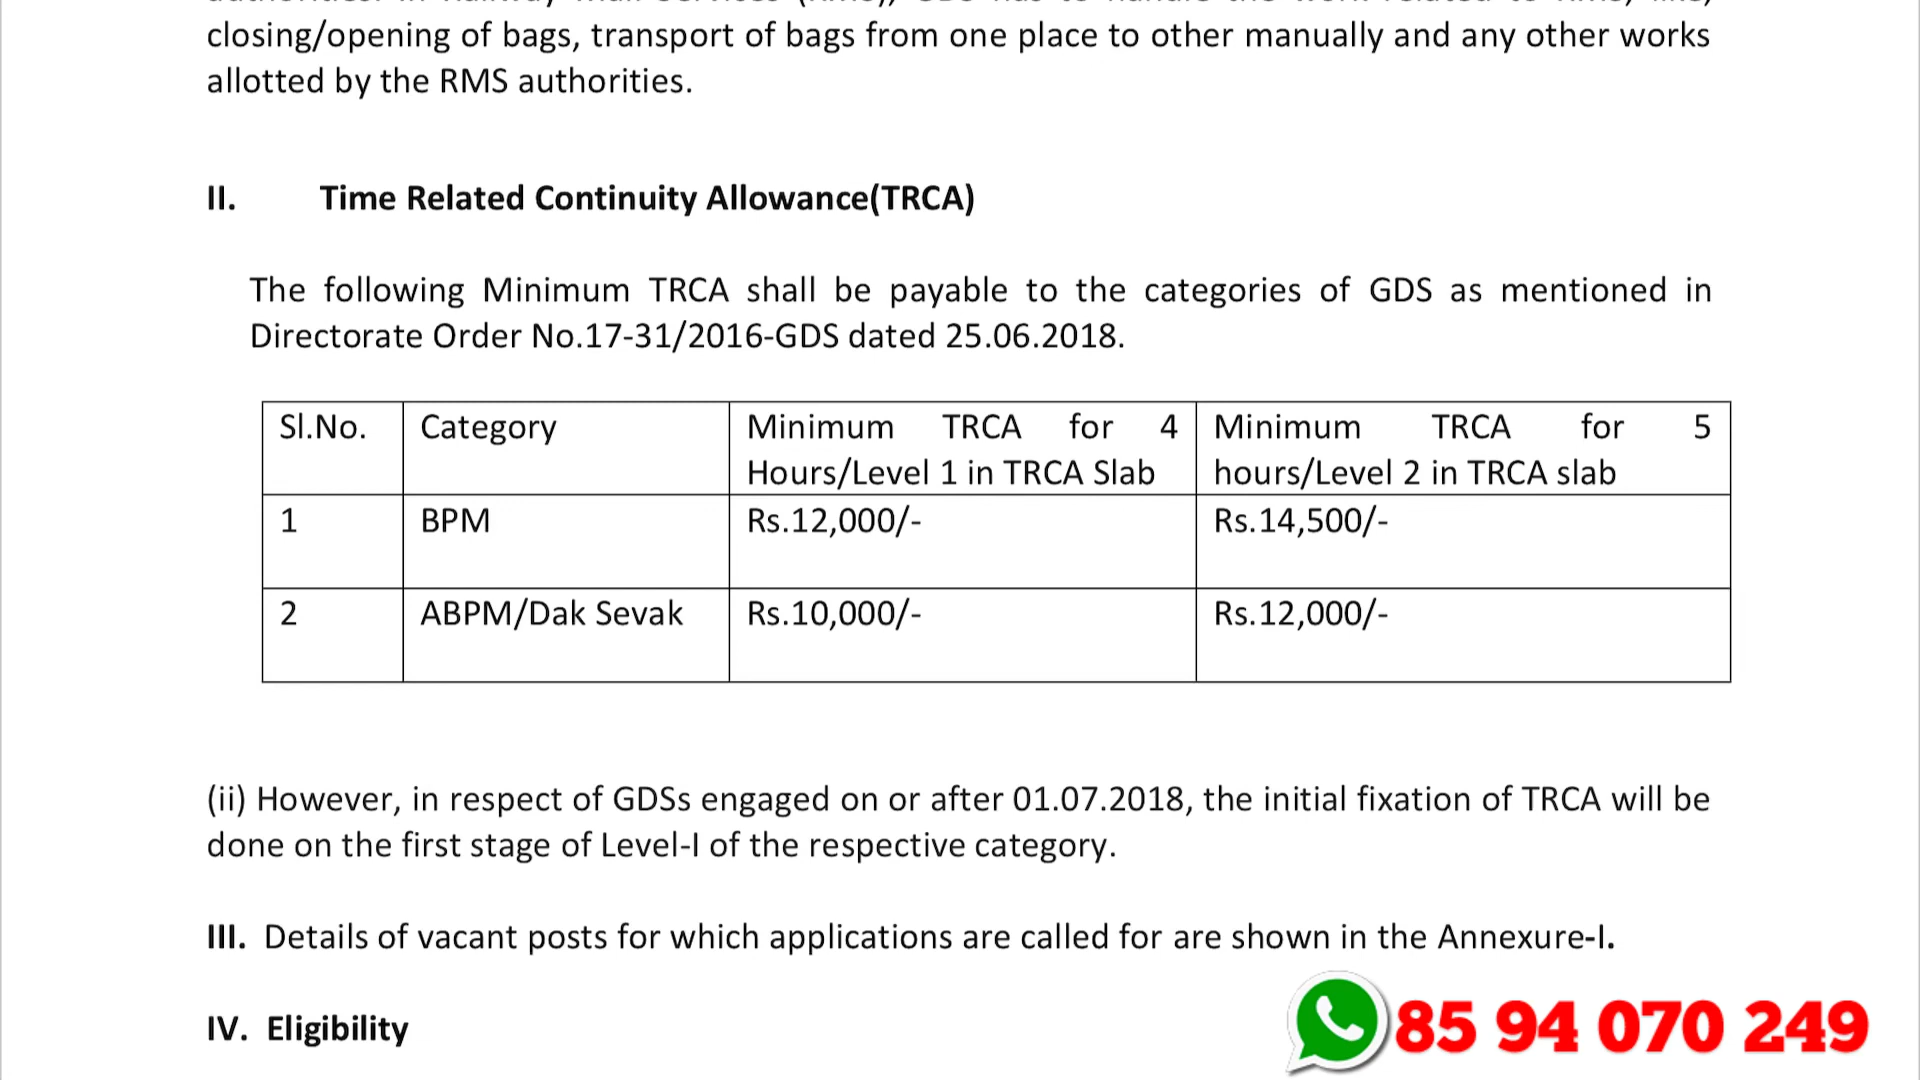 closing/opening of bags, transport of bags from one place to other manually and any other works
allotted by the RMS authorities.
II. Time Related Continuity Allowance(TRCA)
The following Minimum TRCA shall be payable to the categories of GDS as mentioned in
Directorate Order No.17-31/2016-GDS dated 25.06.2018.
Sl.No. Category Minimum TRCA for 4 Minimum TRCA for 5
Hours/Level 1 in TRCA Slab hours/Level 2 in TRCA slab
1 BPM Rs.12,000/- Rs.14,500/-
2 ABPM/Dak Sevak Rs.10,000/- Rs.12,000/-
(ii) However, in respect of GDSs engaged on or after 01.07.2018, the initial fixation of TRCA will be
done on the first stage of Level-I of the respective category.
III. Details of vacant posts for which applications are called for are shown in the Annexure-I.
IV. Eligibility
85 94 070 249